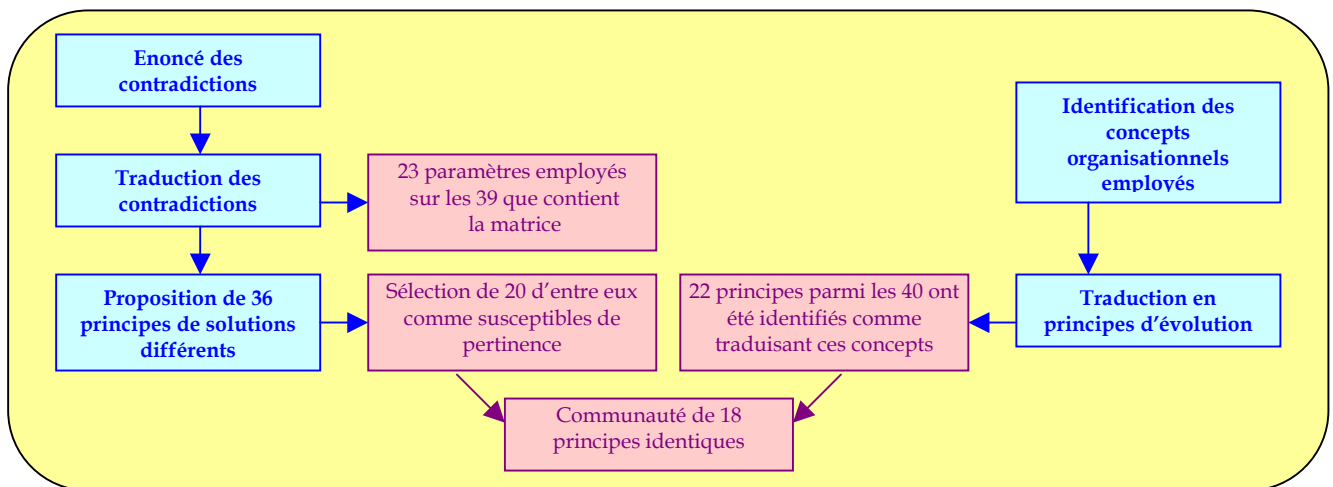 Enoncé des
contradictions
Identification des
concepts
organisationnels
employés
Traduction des
contradictions
23 paramètres employés
sur les 39 que contient
la matrice
Proposition de 36
principes de solutions
différents
Sélection de 20 d’entre eux
comme susceptibles de
pertinence
22 principes parmi les 40 ont
été identifiés comme
traduisant ces concepts
Traduction en
principes d’évolution
Communauté de 18
principes identiques